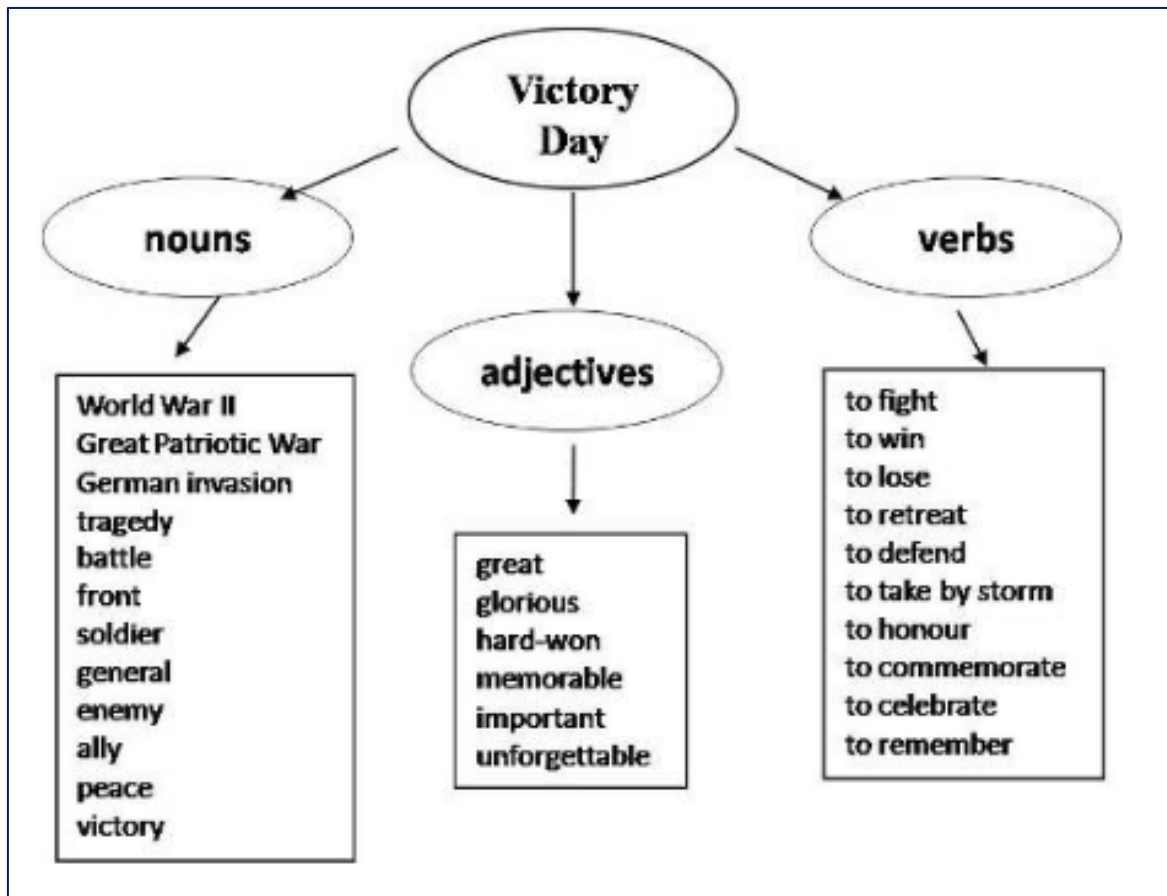 Victory
Day
nouns
World War II
Great Patriotic War
German invasion
tragedy
battle
front
soldier
general
enemy
ally
peace
victory
adjectives
great
glorious
hard-won
memorable
important
unforgettable
verbs
to fight
to win
to lose
to retreat
to defend
to take by storm
to honour
to commemorate
to celebrate
to remember